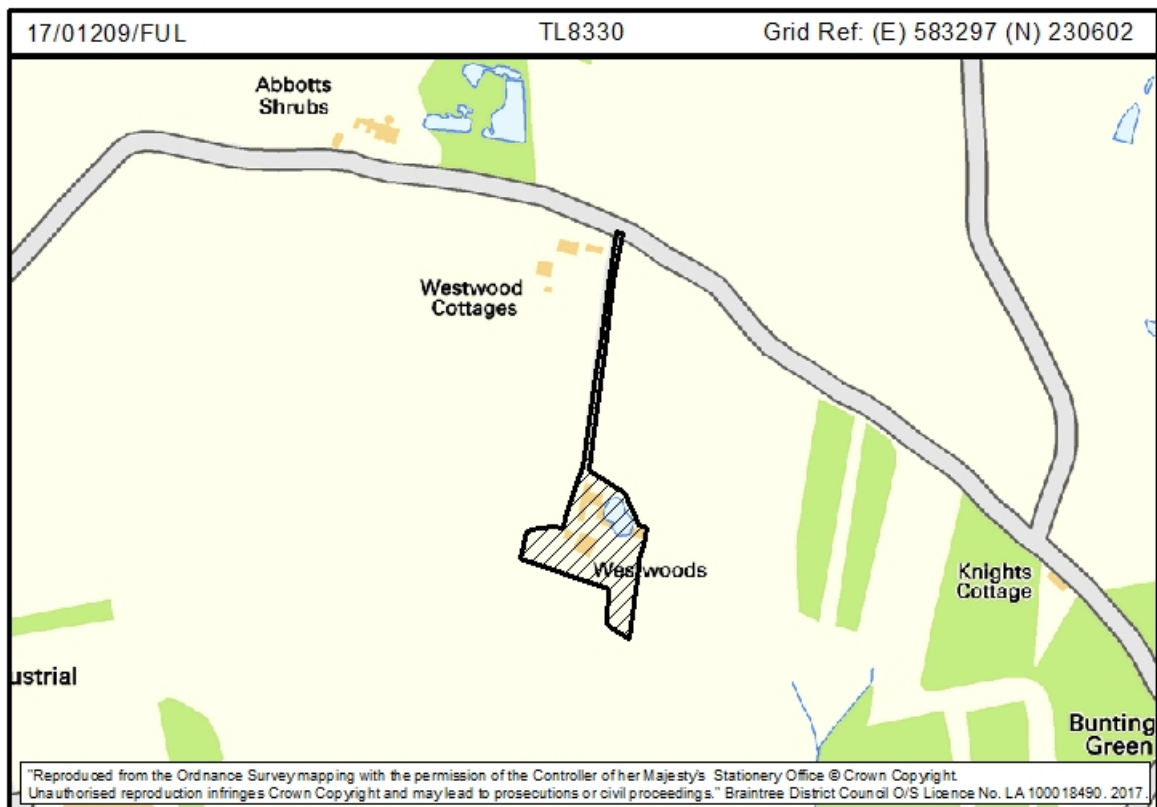 17/01209/FUL TL8330 Grid Ref: (E) 583297 (N) 230602
Abbotts
Shrubs
Westwood
Cottages
Westwoods
Knights
Cottage
ustrial
Bunting
Green
"Reproduced from the Ordnance Survey mapping with the permission of the Controller of her Majesty's Stationery Office © Crown Copyright.
Unauthorised reproduction infringes Crown Copyright and may lead to prosecutions or civil proceedings." Braintree District Council O/S Licence No. LA 100018490. 2017.